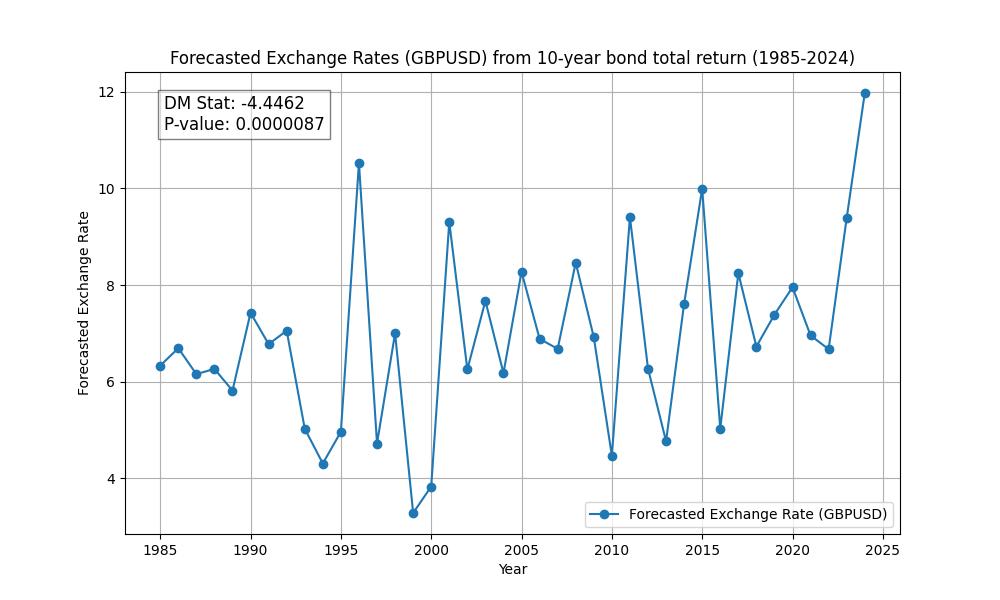 Forecasted Exchange Rates (GBPUSD) from 10-year bond total return (1985-2024)
DM Stat: -4.4462
P-value: 0.0000087
12
10
8
6
4
Forecasted Exchange Rate
Forecasted Exchange Rate (GBPUSD)
1985 1990 1995 2000 2005 2010 2015 2020 2025
Year